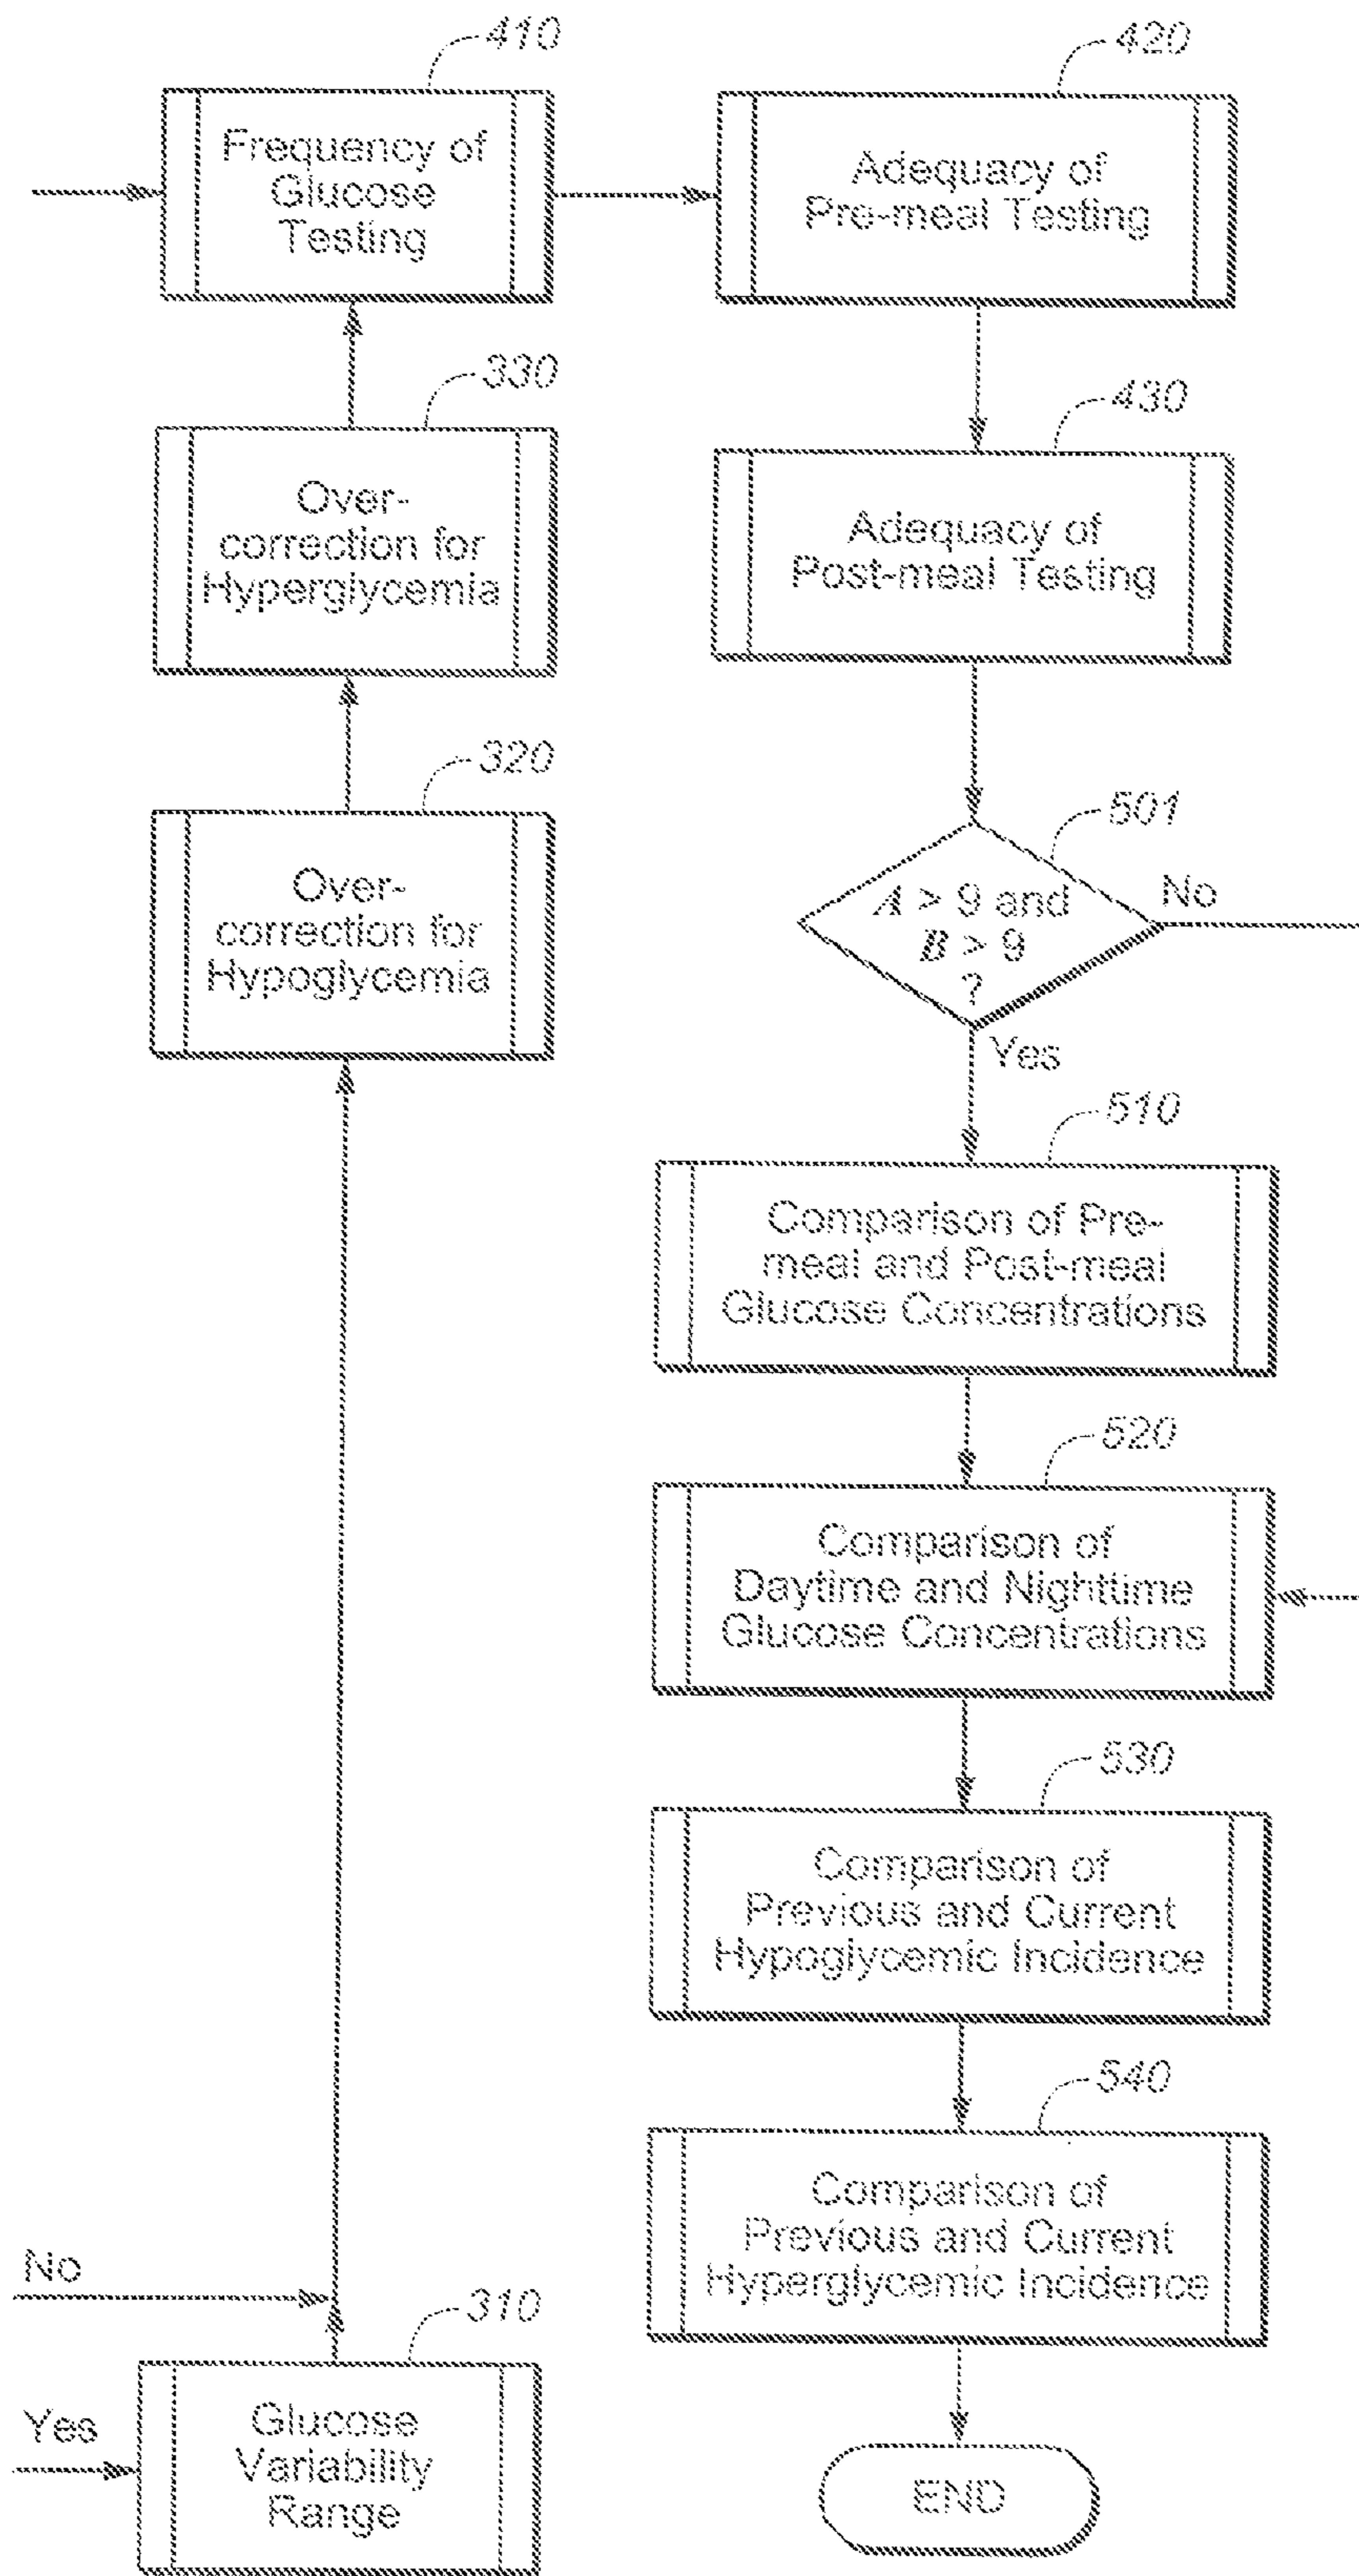 410
Frequency of
Glucose
Testing
420
Adequacy of
Pre-meal Testing
330
Over-
correction for
Hyperglycemia
430
Adequacy of
Post-meal Testing
320
Over-
correction for
Hypoglycemia
501
A > 9 and
B > 9
?
No
Yes
510
Comparison of Pre-
meal and Post-meal
Glucose Concentrations
520
Comparison of
Daytime and Nighttime
Glucose Concentrations
530
Comparison of
Previous and Current
Hypoglycemic Incidence
540
Comparison of
Previous and Current
Hyperglycemic Incidence
No
310
Yes
Glucose
Variability
Range
END